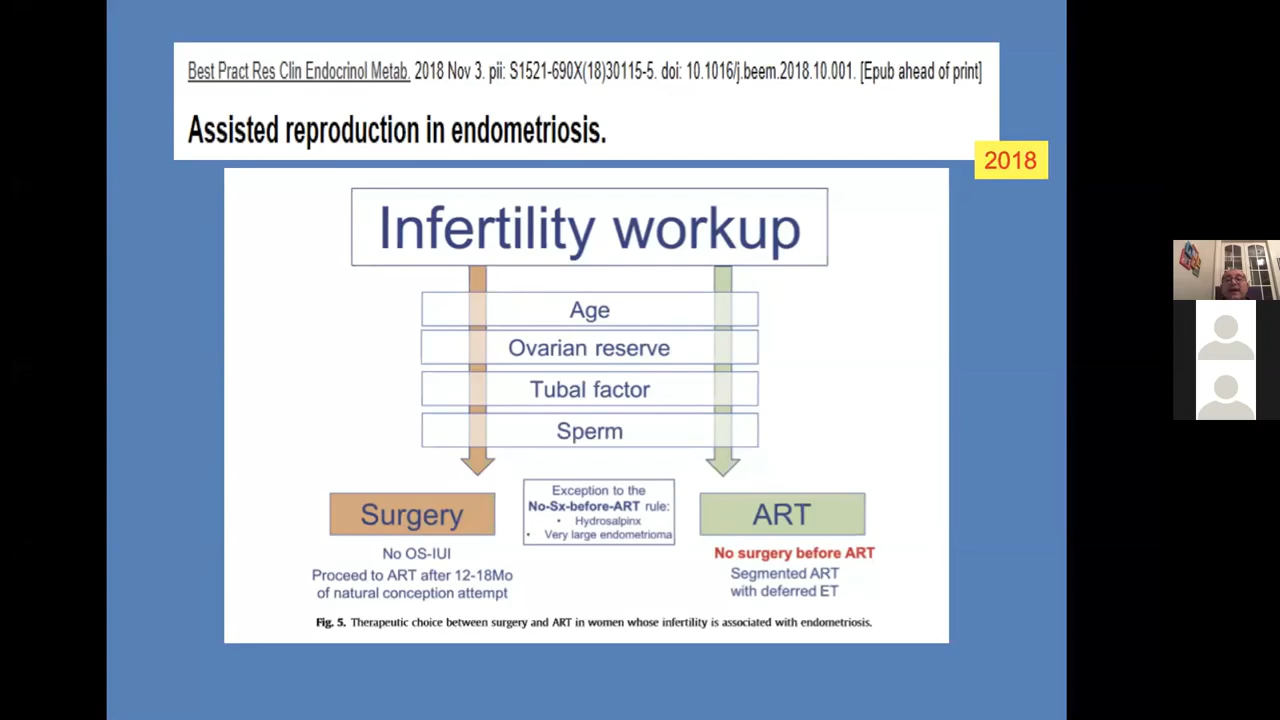 Best Pract Res Clin Endocrinol Metab. 2018 Nov 3. pii: S1521-690X(18)30115-5. doi: 10.1016/j.beem.2018.10.001. [Epub ahead of print]
Assisted reproduction in endometriosis.
2018
Infertility workup
Age
Ovarian reserve
Tubal factor
Sperm
Surgery
No OS-IUI
Proceed to ART after 12-18Mo
of natural conception attempt
Exception to the
No-Sx-before-ART rule:
• Hydrosalpinx
• Very large endometrioma
ART
No surgery before ART
Segmented ART
with deferred ET
Fig. 5. Therapeutic choice between surgery and ART in women whose infertility is associated with endometriosis.